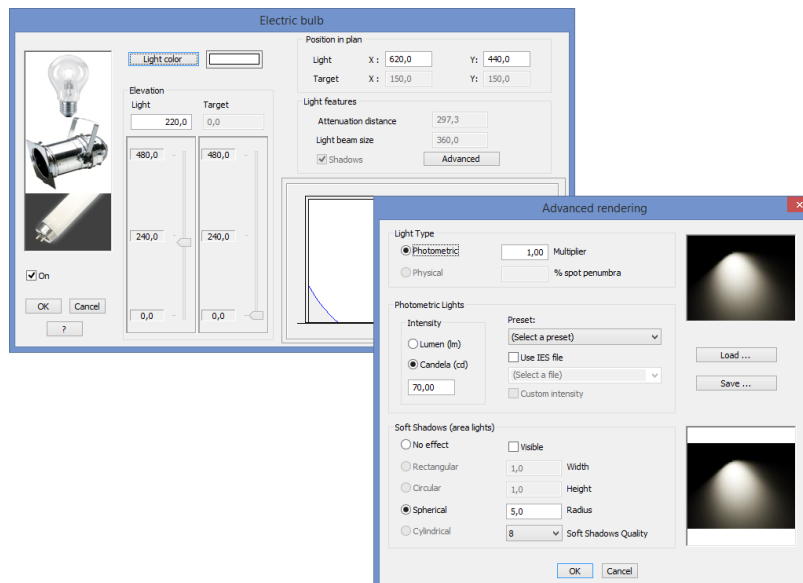 Electric bulb
Light color
Position in plan
Light X : 620,0 Y: 440,0
Target X : 150,0 Y: 150,0
Elevation
Light Target
220,0 0,0
480,0 480,0
240,0 240,0
0,0 0,0
Light features
Attenuation distance 297,3
Light beam size 360,0
Shadows Advanced
On
OK Cancel
?
Advanced rendering
Light Type
Photometric 1,00 Multiplier
Physical % spot penumbra
Photometric Lights
Intensity
Lumen (lm)
Candela (cd)
70,00
Preset:
(Select a preset)
Use IES file
(Select a file)
Custom intensity
Load ...
Save ...
Soft Shadows (area lights)
No effect Visible
Rectangular 1,0 Width
Circular 1,0 Height
Spherical 5,0 Radius
Cylindrical 8 Soft Shadows Quality
OK Cancel